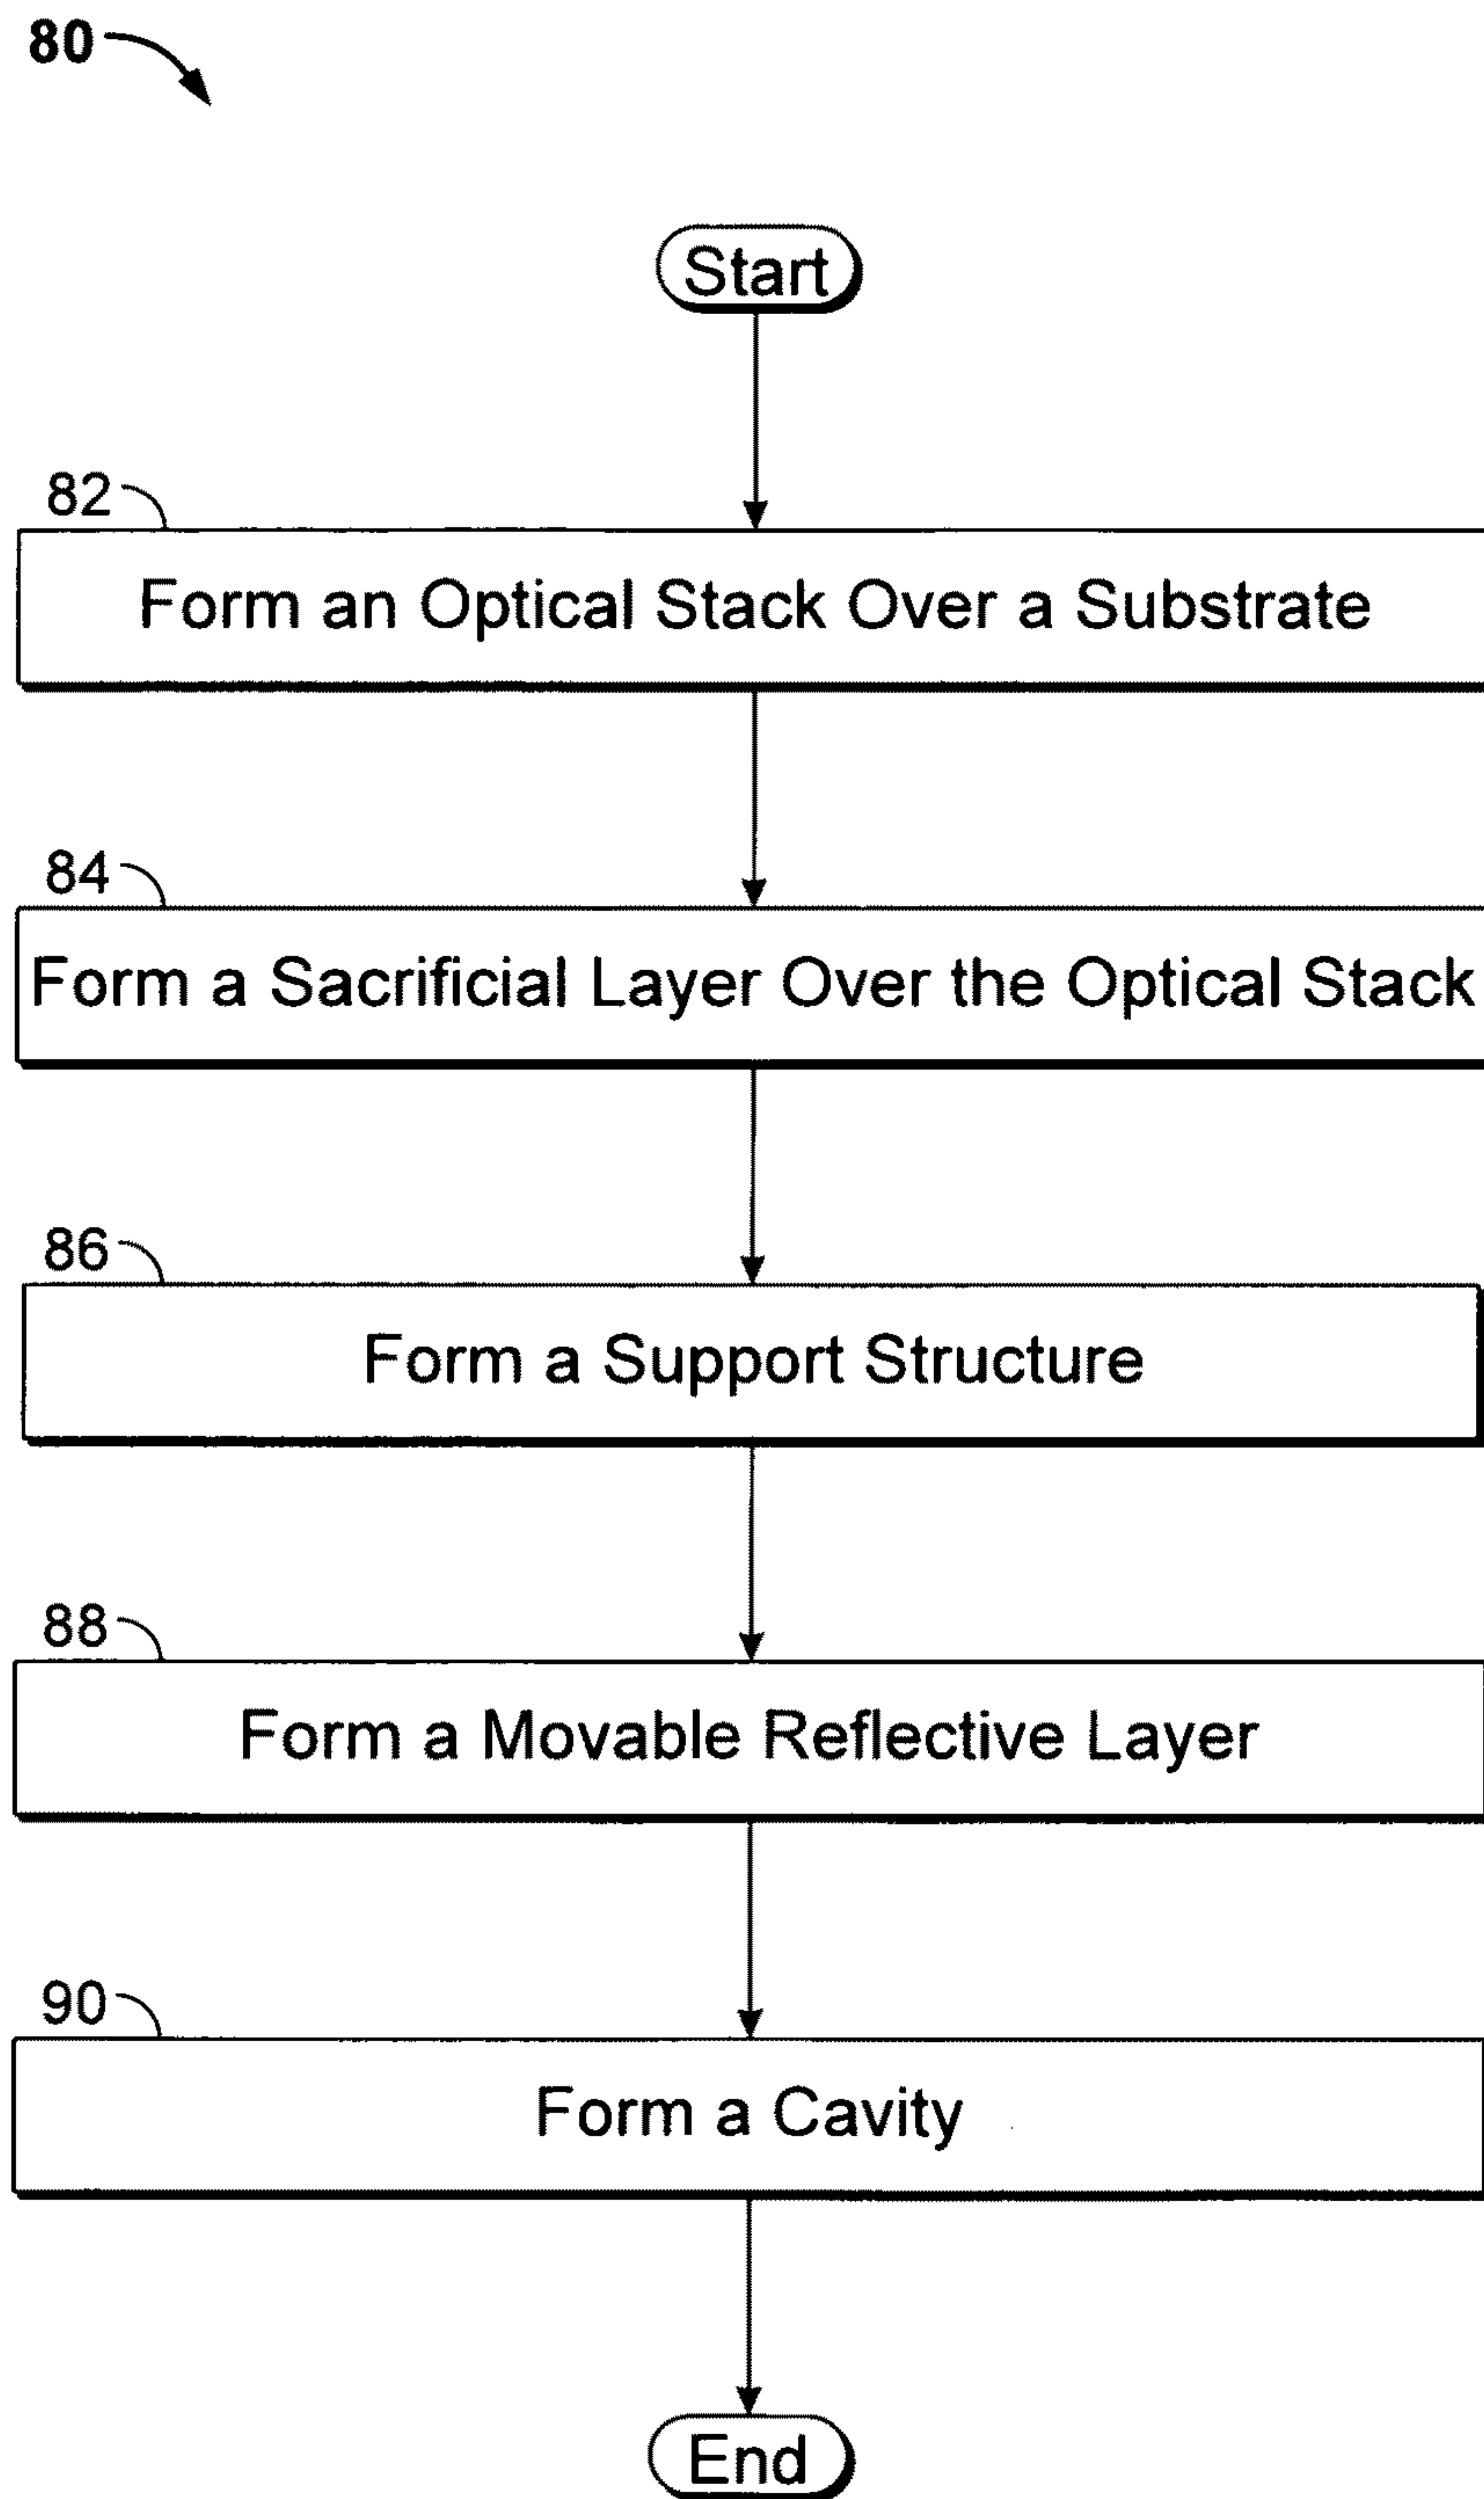 80
Start
82
Form an Optical Stack Over a Substrate
84
Form a Sacrificial Layer Over the Optical Stack
86
Form a Support Structure
88
Form a Movable Reflective Layer
90
Form a Cavity
End